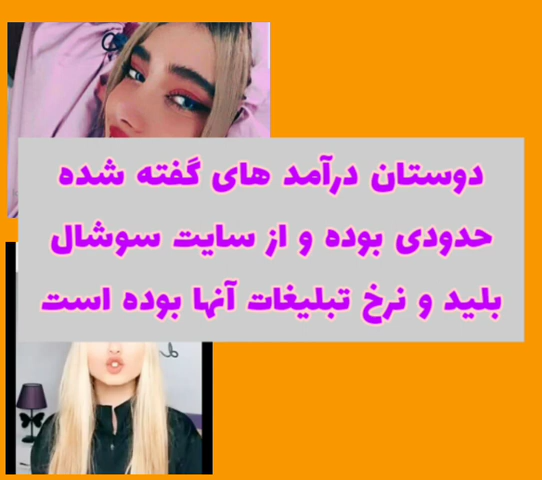 دوستان درآمد های گفته شده
حدودی بوده و از سایت سوشال
بلید و نرخ تبلیغات آنها بوده است